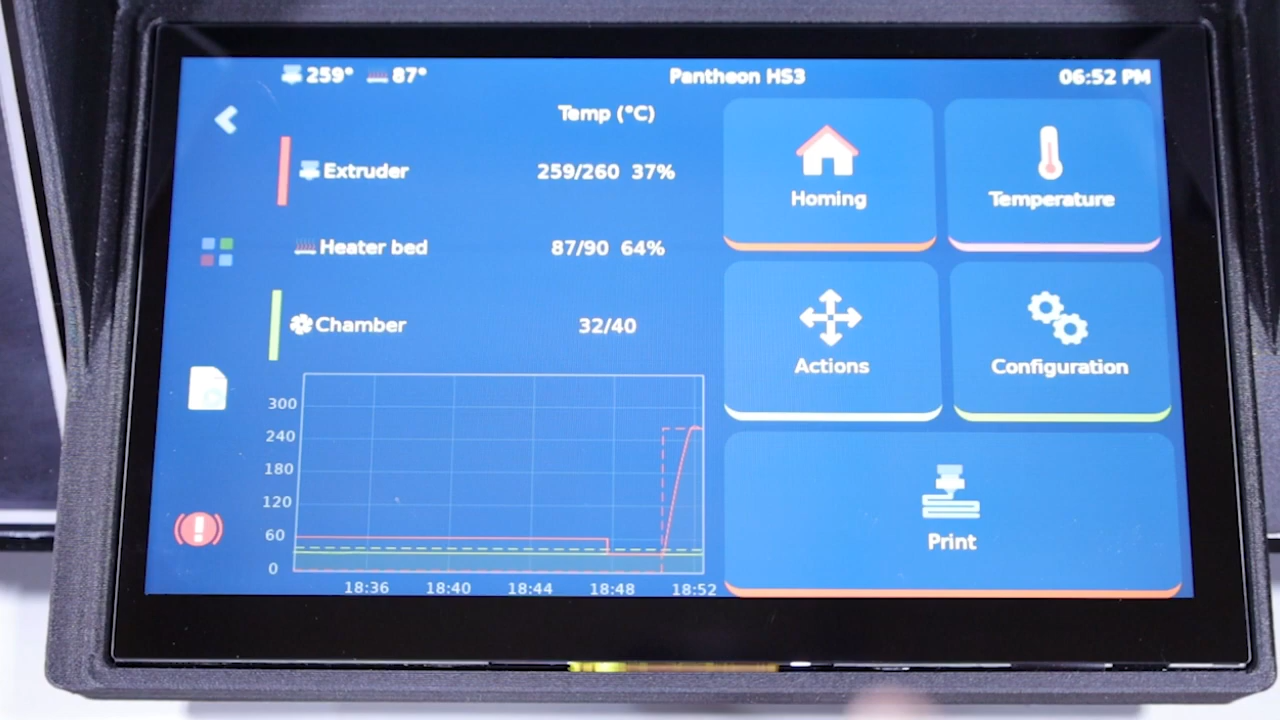 259° 87° Pantheon HS3 06:52 PM
Temp (°C)
Extruder 259/260 37%
Heater bed 87/90 64%
Chamber 32/40
300
240
180
120
60
0
18:36 18:40 18:44 18:48 18:52
Homing
Temperature
Actions
Configuration
Print